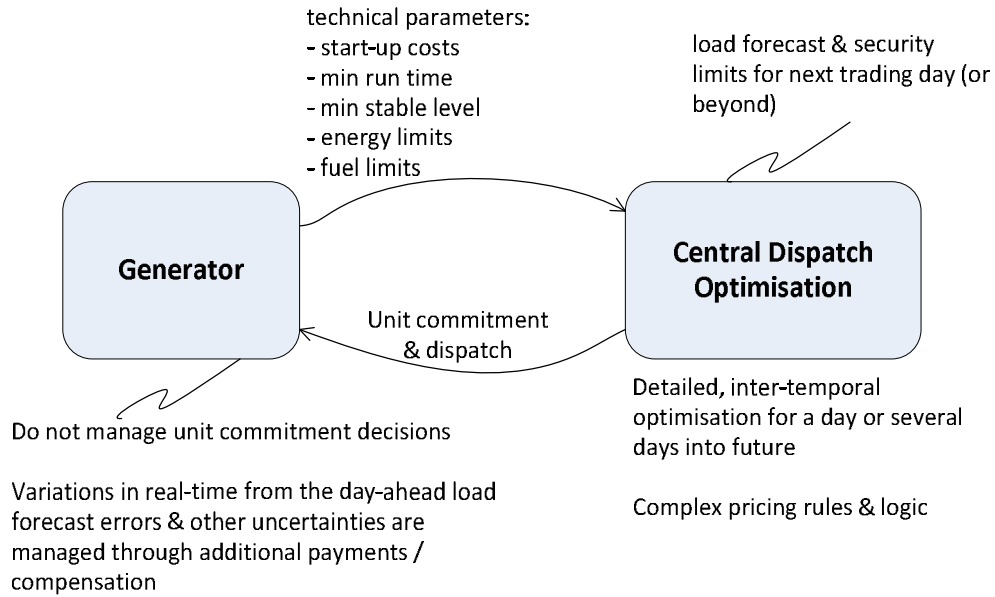 technical parameters:
- start-up costs
- min run time
- min stable level
- energy limits
- fuel limits
load forecast & security
limits for next trading day (or
beyond)
Generator
Central Dispatch
Optimisation
Unit commitment
& dispatch
Do not manage unit commitment decisions
Variations in real-time from the day-ahead load
forecast errors & other uncertainties are
managed through additional payments /
compensation
Detailed, inter-temporal
optimisation for a day or several
days into future
Complex pricing rules & logic